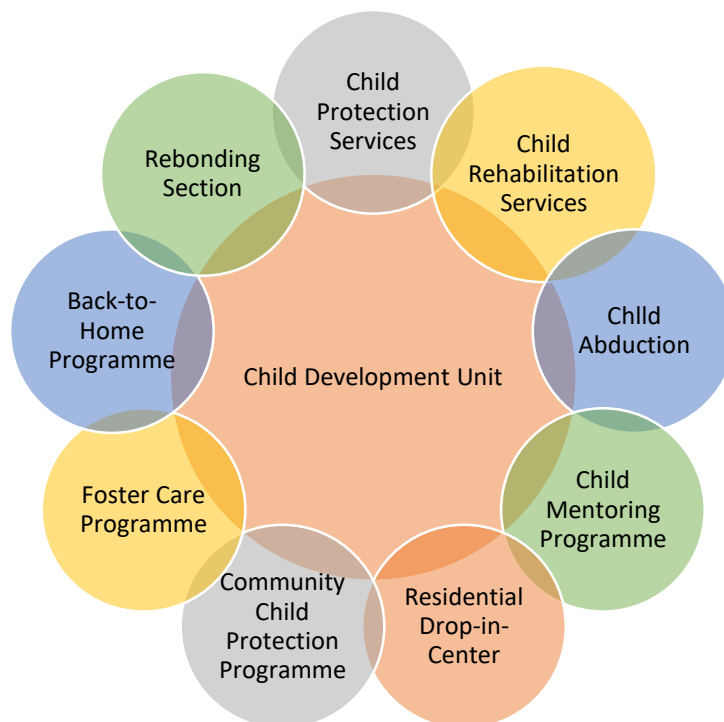 Child
Protection
Services
Child
Rehabilitation
Services
Chlld
Abduction
Child
Mentoring
Programme
Residential
Drop-in-
Center
Community
Child
Protection
Programme
Foster Care
Programme
Back-to-
Home
Programme
Rebonding
Section
Child Development Unit